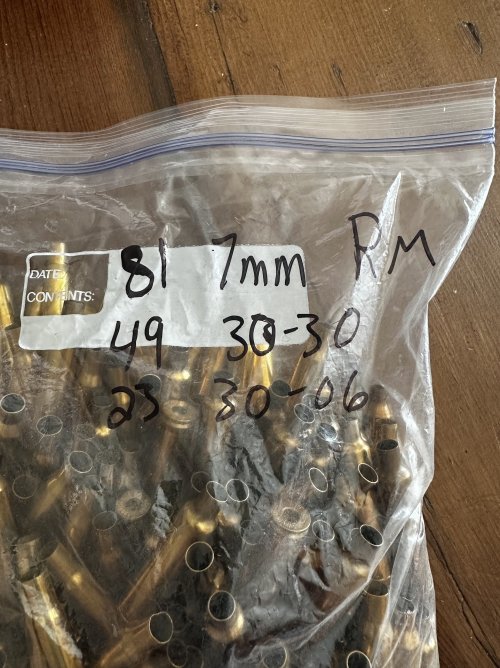 DATE:
CONTENTS:
81 7mm RM
49 30-30
23 30-06